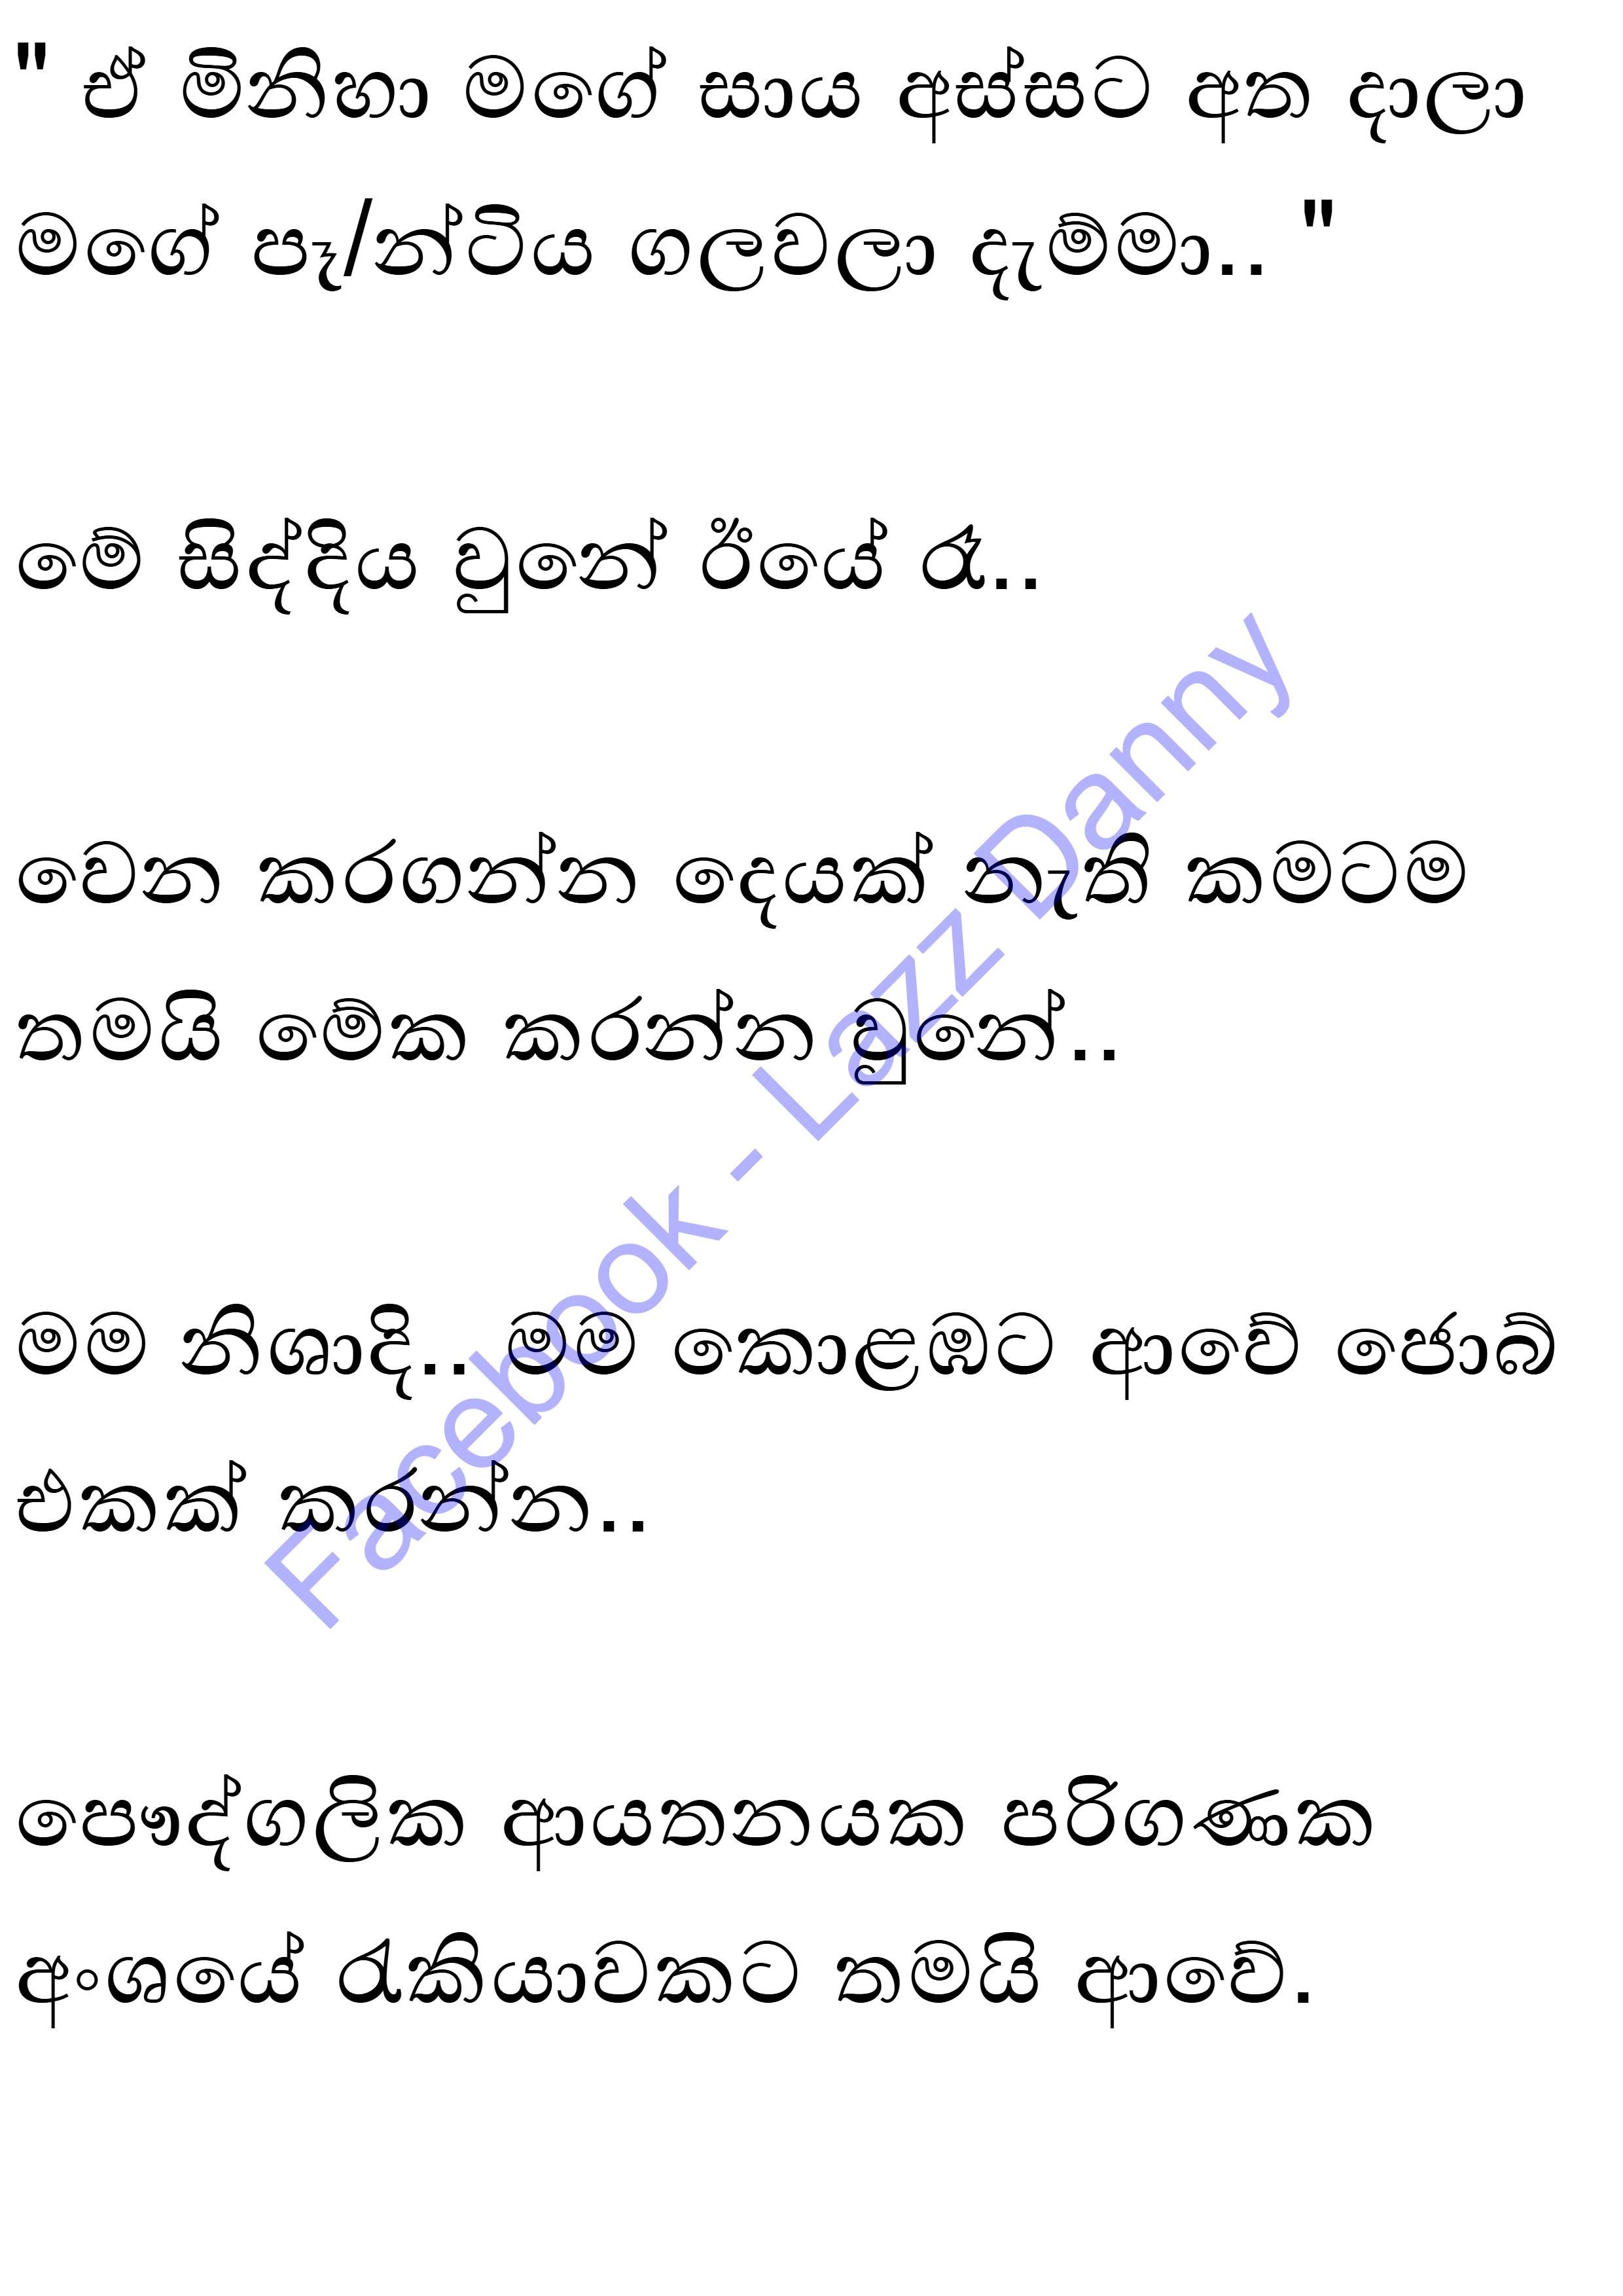 " ඒ මිනිහා මගේ සාය අස්සට අත දාලා
මගේ පෑ/න්ටිය ගලවලා දැම්මා.. "
මේ සිද්දිය වුනේ ඊයේ රෑ..
වෙන කරගන්න දෙයක් නැති කමටම
තමයි මේක කරන්න වුනේ..
මම නිශාදි.. මම කොළඹට ආවේ ජොබ්
එකක් කරන්න..
පෞද්ගලික ආයතනයක පරිගණක
අංශයේ රැකියාවකට තමයි ආවේ.
Facebook - Lazz Danny